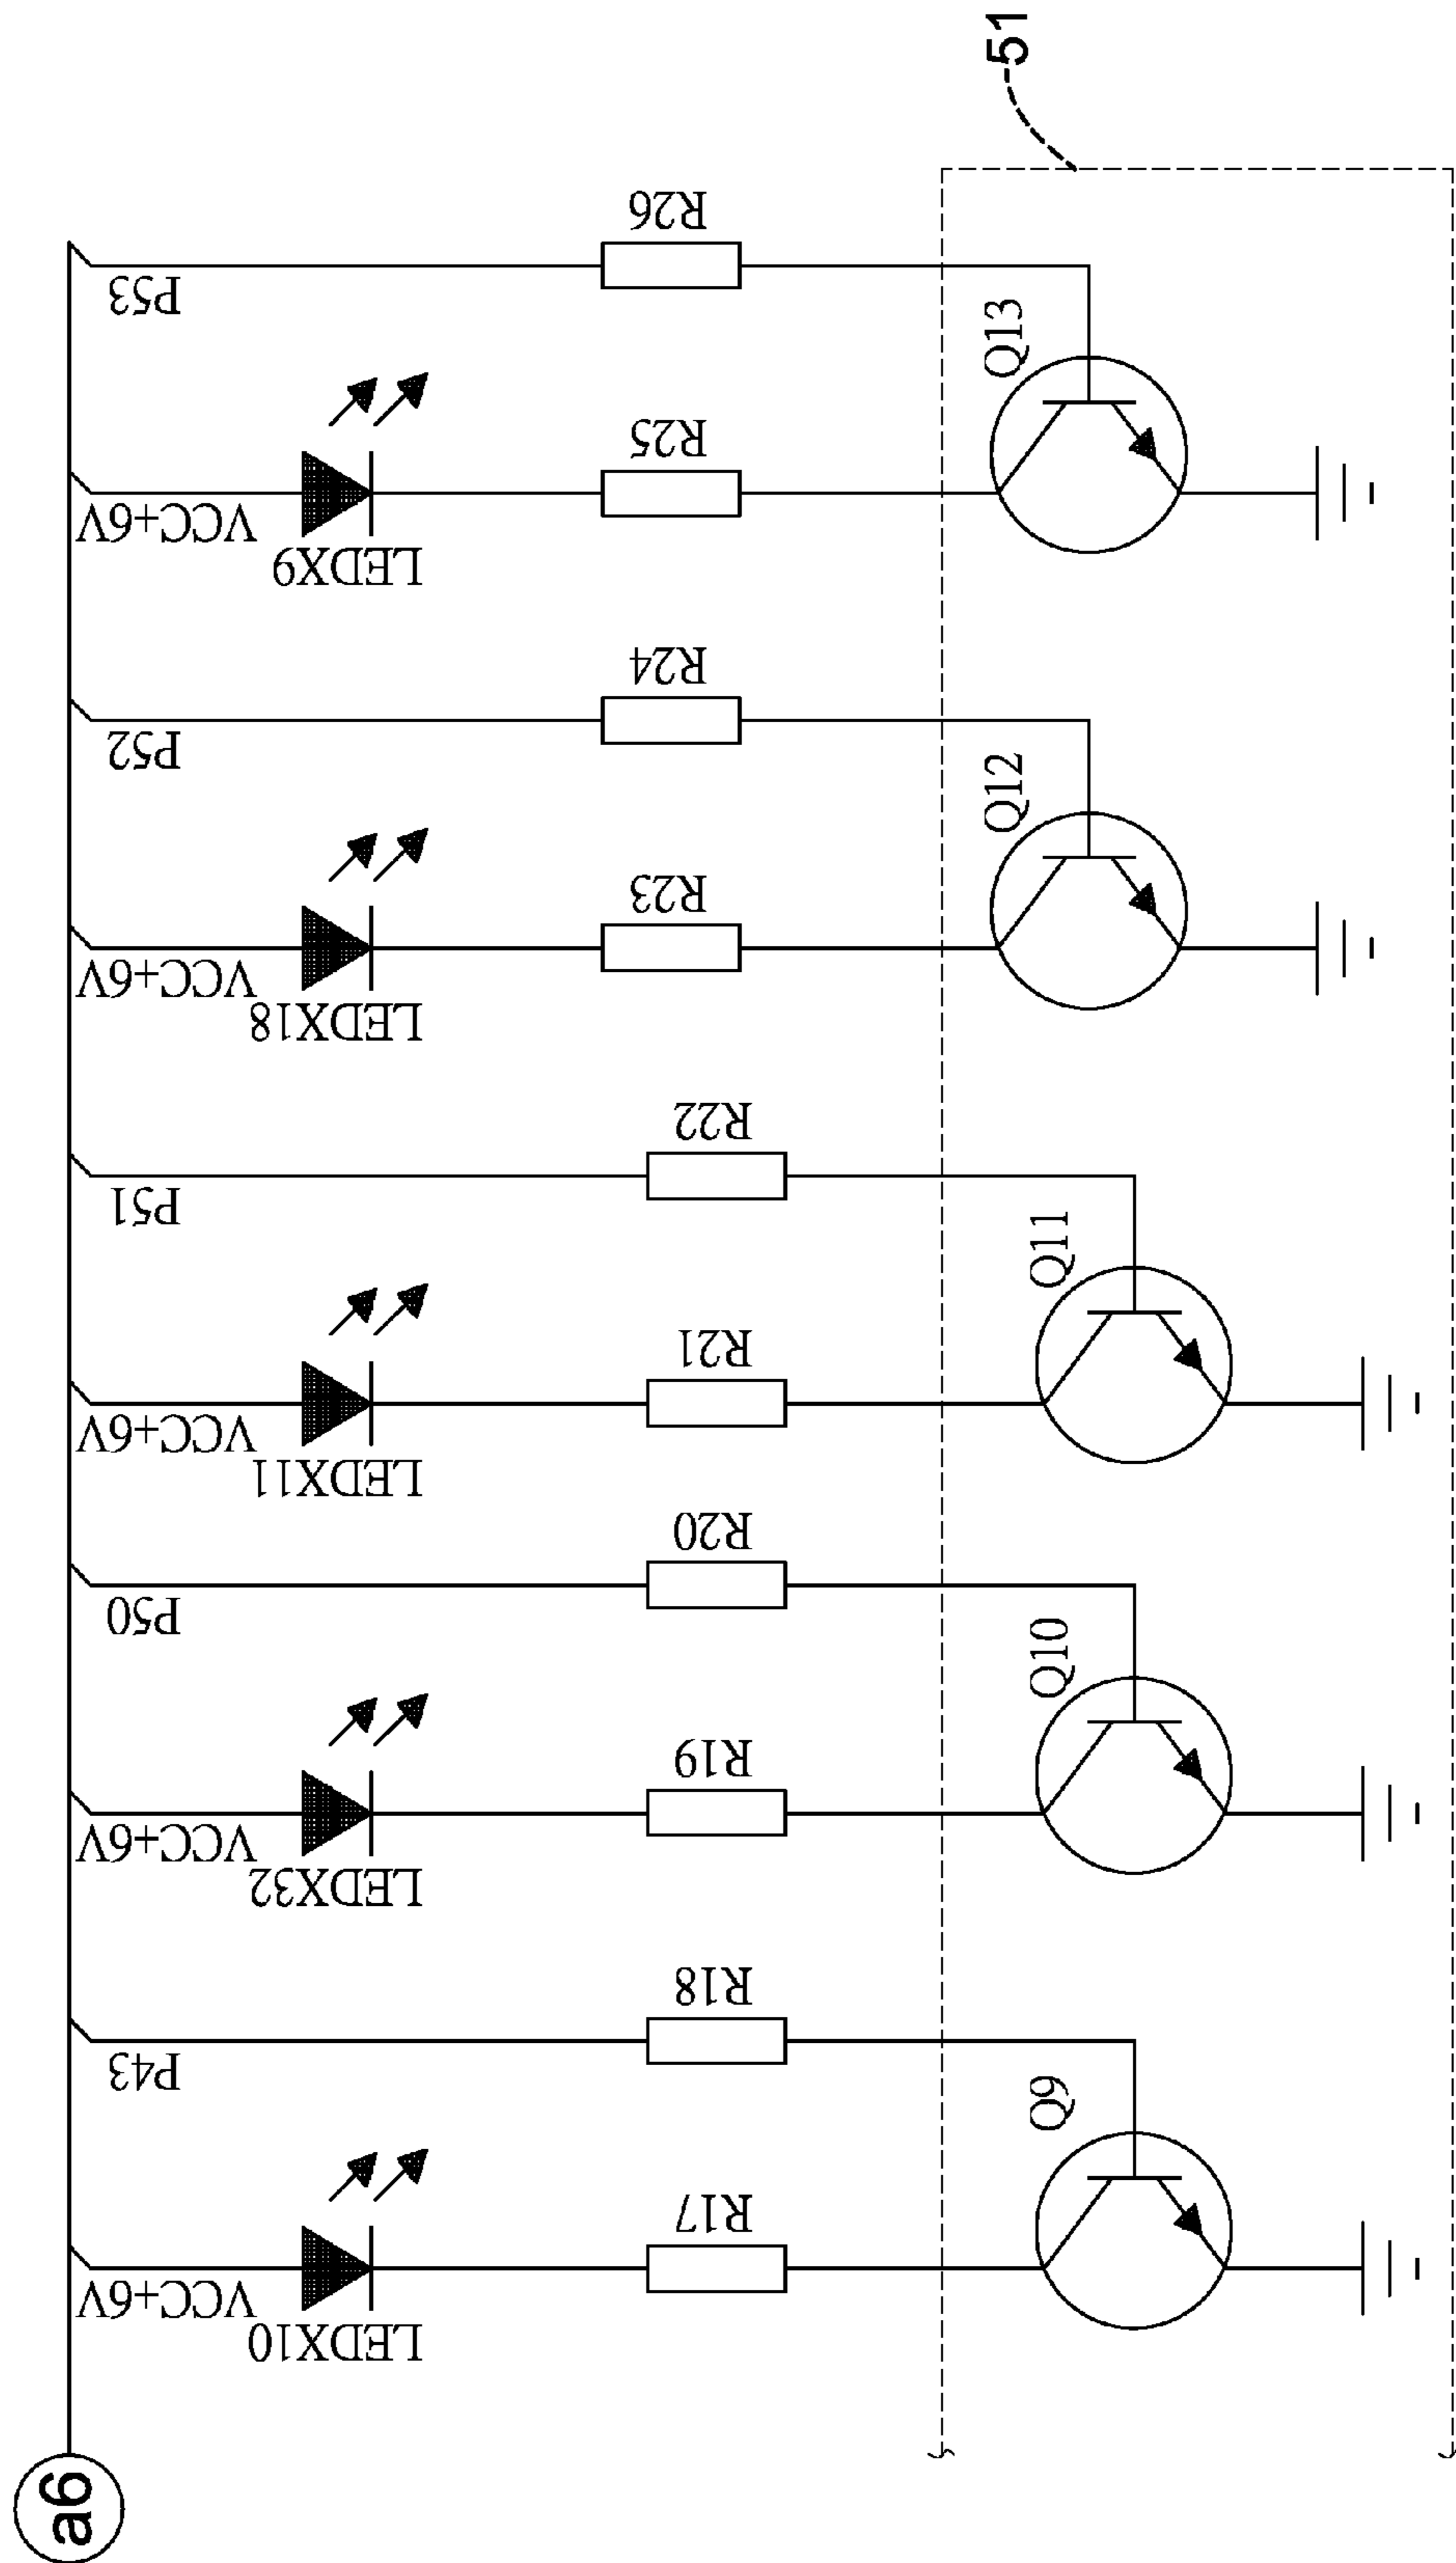 51
R26
P53
Q13
R25
VCC+6V
LEDX9
R24
P52
Q12
R23
VCC+6V
LEDX18
R22
P51
Q11
R21
VCC+6V
LEDX11
R20
P50
Q10
R19
VCC+6V
LEDX32
R18
P43
Q9
R17
VCC+6V
LEDX10
a6